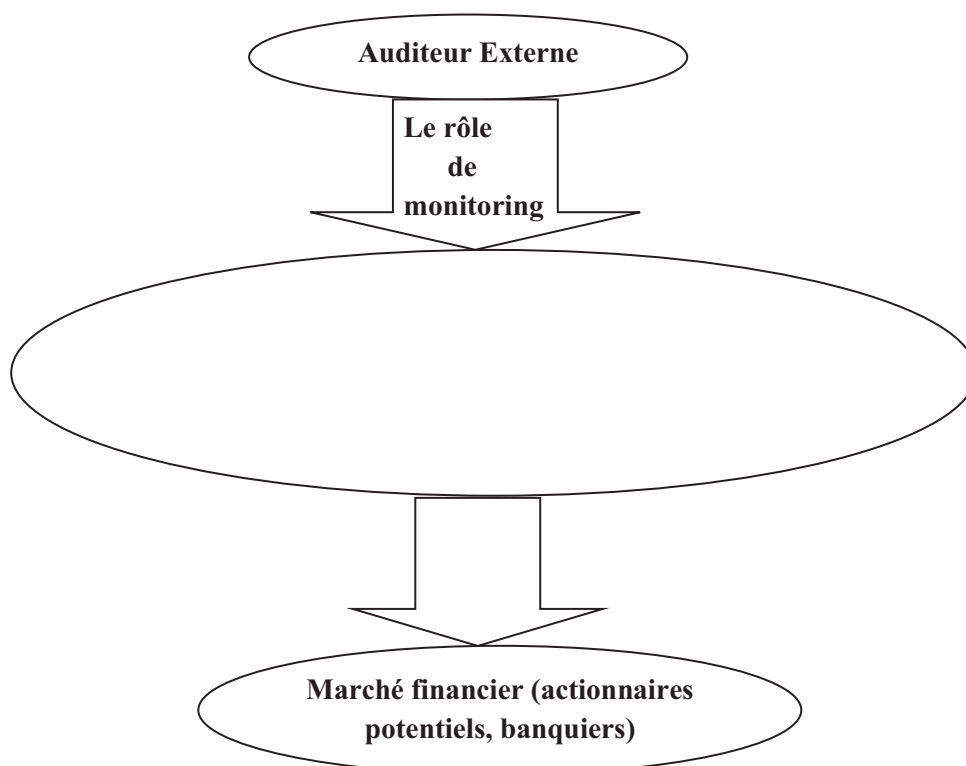 Auditeur Externe
Le rôle
de
monitoring
Marché financier (actionnaires
potentiels, banquiers)